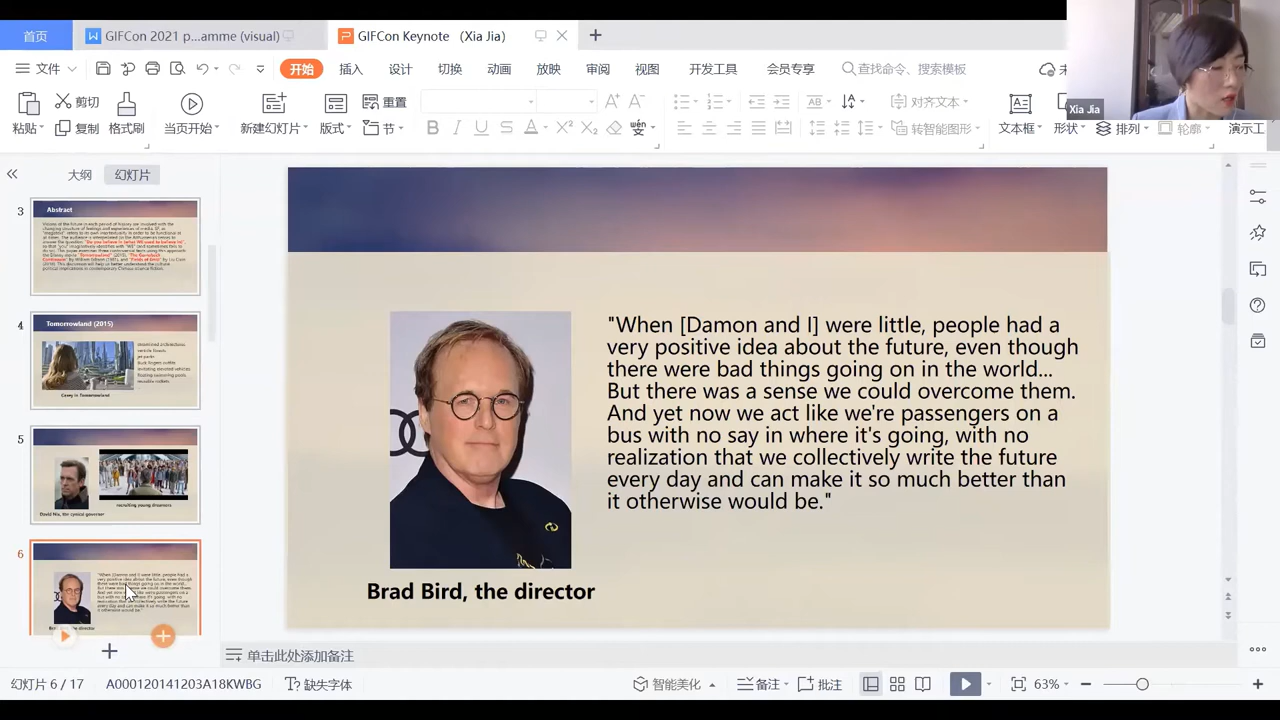 首页
GIFCon 2021 p...amme (visual)
GIFCon Keynote （Xia Jia）
文件
开始
插入
设计
切换
动画
放映
审阅
视图
开发工具
会员专享
查找命令、搜索模板
未
Xia Jia
粘贴
剪切
复制
格式刷
当页开始
新建幻灯片
版式
重置
节
B I U S A X² X₂
对齐文本
转智能图形
文本框
形状
排列
轮廓
演示工
大纲
幻灯片
3
Abstract
4
Tomorrowland (2015)
Casey in Tomorrowland
5
David Nix, the cynical governor
recruiting young dreamers
6
"When [Damon and I] were little, people had a
very positive idea about the future, even though
there were bad things going on in the world...
But there was a sense we could overcome them.
And yet now we act like we're passengers on a
bus with no say in where it's going, with no
realization that we collectively write the future
every day and can make it so much better than
it otherwise would be."
Brad Bird, the director
单击此处添加备注
幻灯片 6 / 17
A000120141203A18KWBG
缺失字体
智能美化
备注
批注
63%